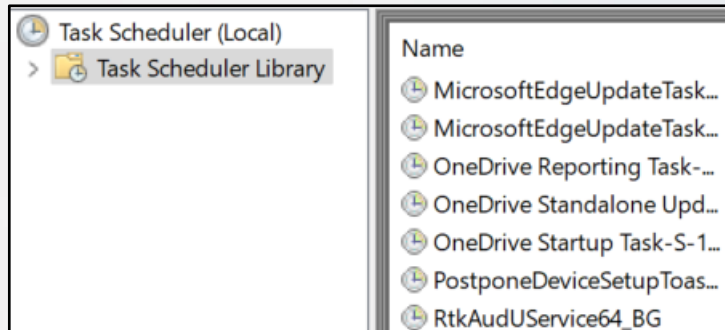 Task Scheduler (Local)
Task Scheduler Library
Name
MicrosoftEdgeUpdateTask...
MicrosoftEdgeUpdateTask...
OneDrive Reporting Task-...
OneDrive Standalone Upd...
OneDrive Startup Task-S-1...
PostponeDeviceSetupToas...
RtkAudUService64_BG